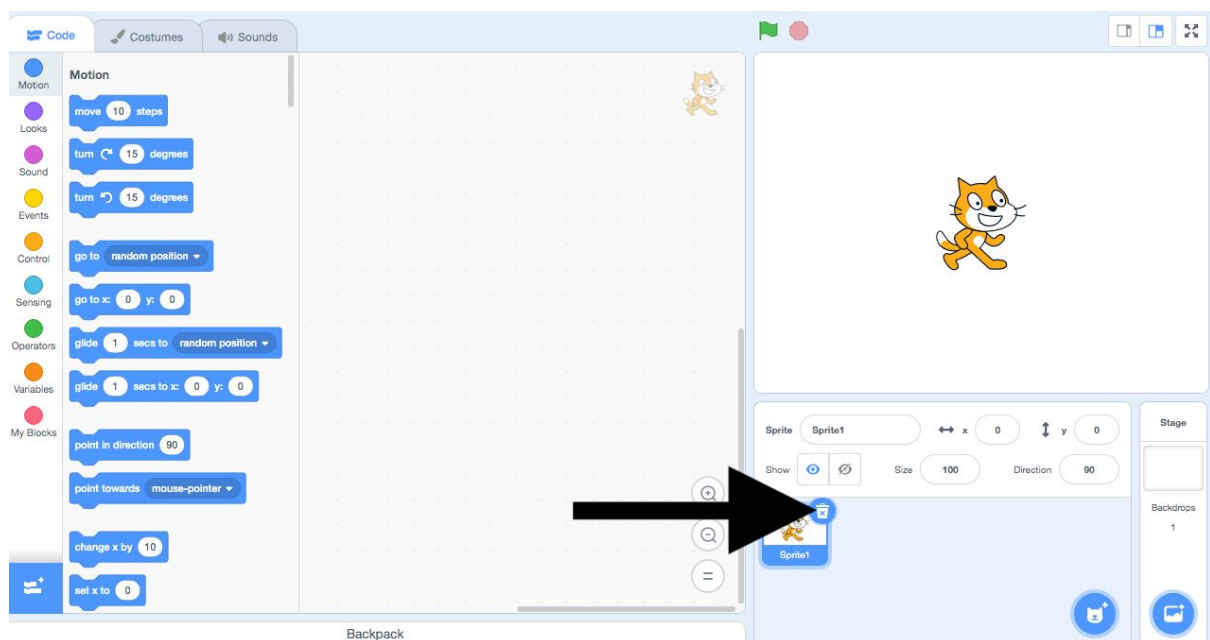 Code
Costumes
Sounds
Motion
Looks
Sound
Events
Control
Sensing
Operators
Variables
My Blocks
Motion
move 10 steps
turn 15 degrees
turn 15 degrees
go to random position
go to x: 0 y: 0
glide 1 secs to random position
glide 1 secs to x: 0 y: 0
point in direction 90
point towards mouse-pointer
change x by 10
set x to 0
Backpack
Sprite Sprite1 x 0 y 0
Show Size 100 Direction 90
Sprite1
Stage
Backdrops
1